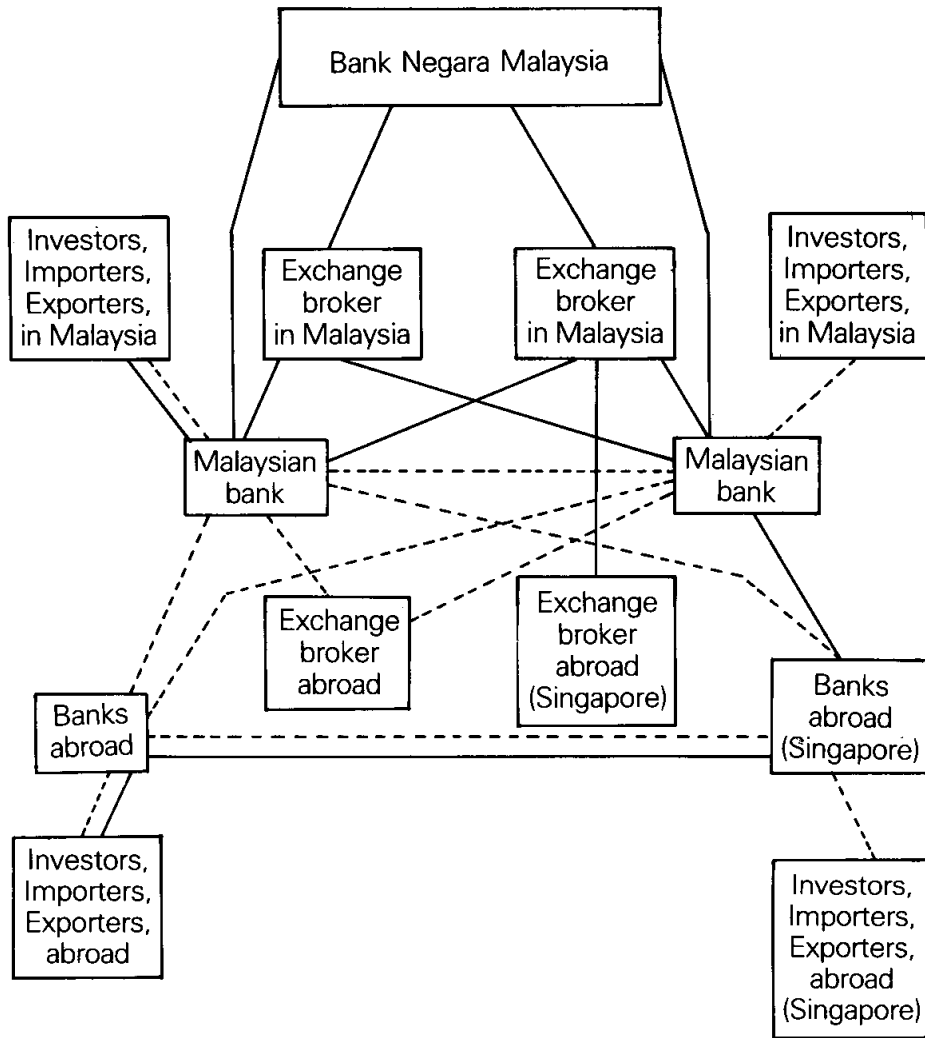 Bank Negara Malaysia
Investors,
Importers,
Exporters,
in Malaysia
Exchange
broker
in Malaysia
Exchange
broker
in Malaysia
Investors,
Importers,
Exporters,
in Malaysia
Malaysian
bank
Malaysian
bank
Exchange
broker
abroad
Exchange
broker
abroad
(Singapore)
Banks
abroad
Banks
abroad
(Singapore)
Investors,
Importers,
Exporters,
abroad
Investors,
Importers,
Exporters,
abroad
(Singapore)